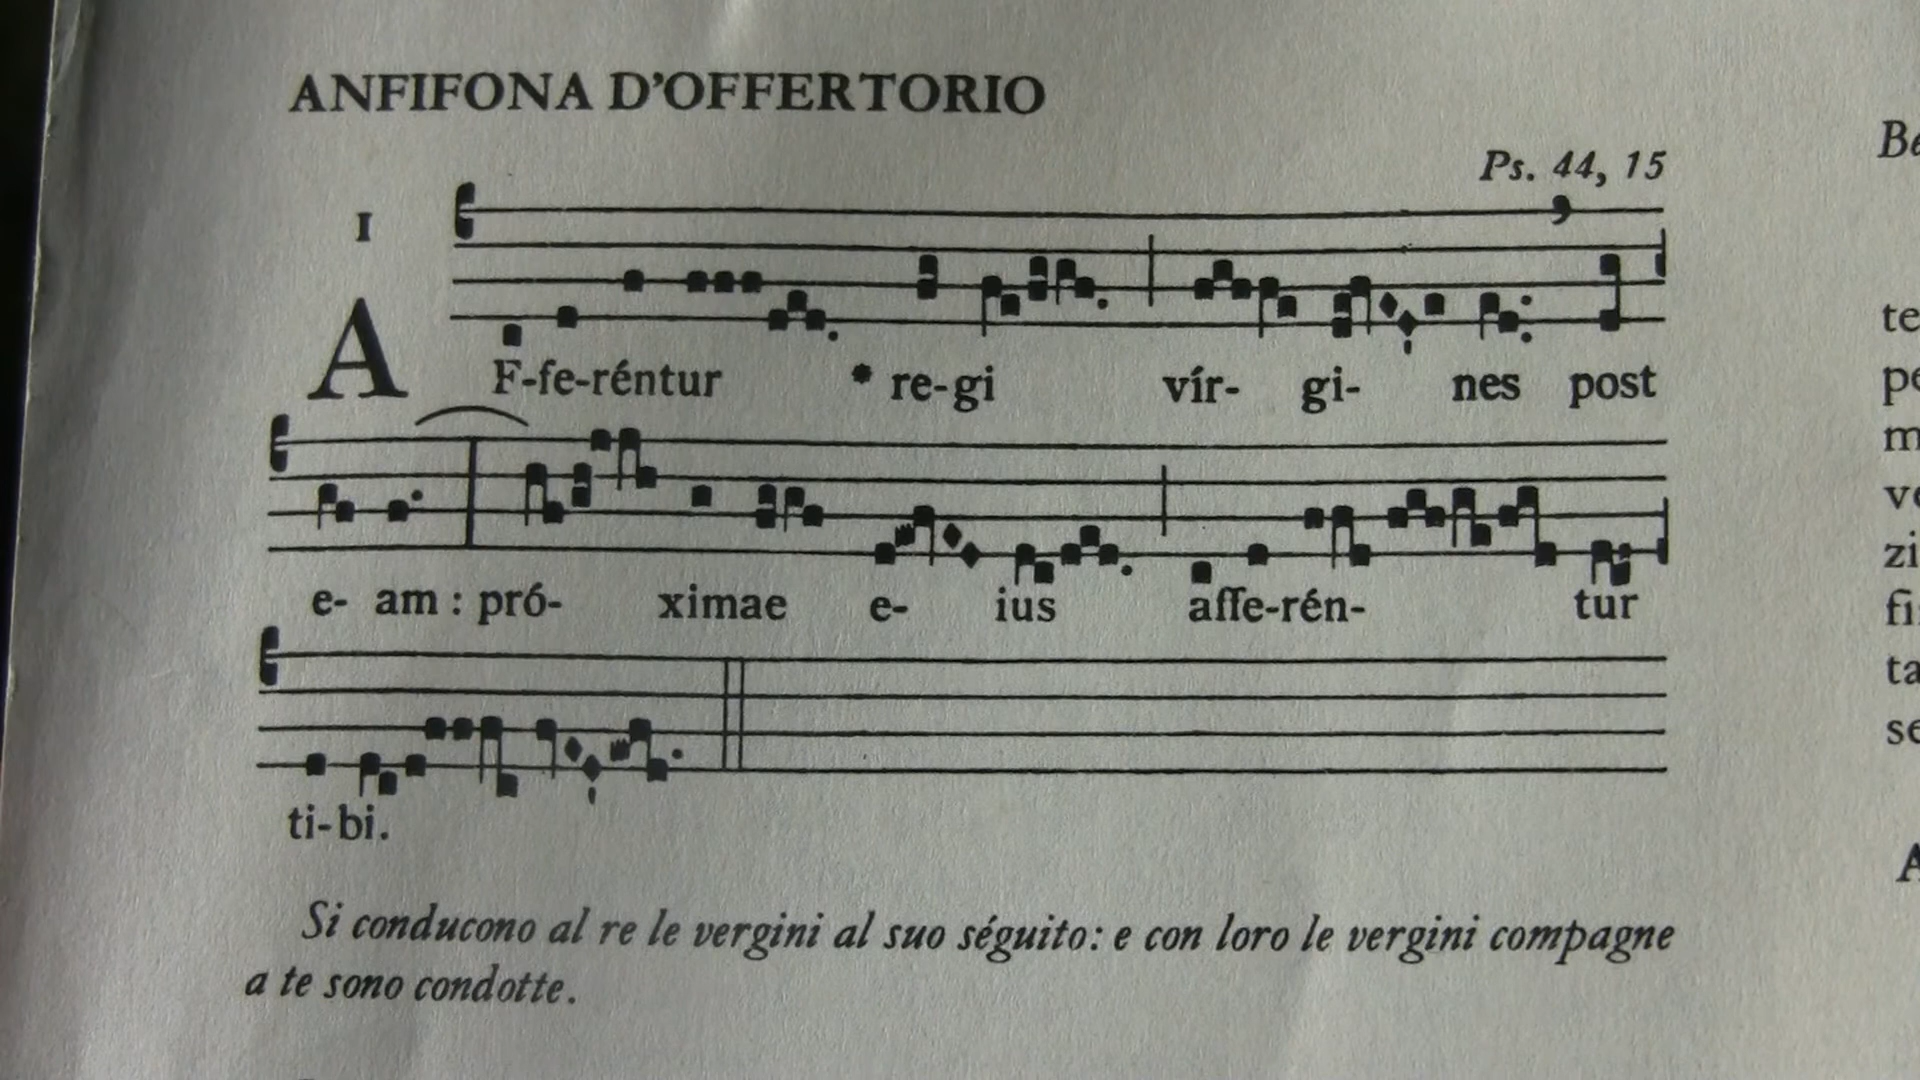 ANFIFONA D'OFFERTORIO
Ps. 44, 15
I
AF-fe-réntur * re-gi vír- gi- nes post
e- am : pró- ximae e- ius affe-rén- tur
ti-bi.
Si conducono al re le vergini al suo séguito: e con loro le vergini compagne
a te sono condotte.